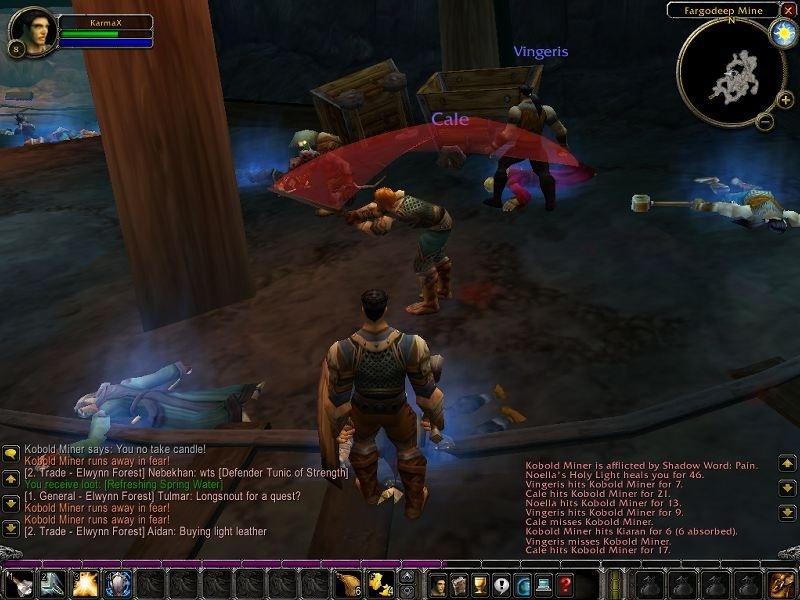 KarmaX
8
Fargodeep Mine
N
Vingeris
Cale
Kobold Miner says: You no take candle!
Kobold Miner runs away in fear!
[2. Trade - Elwynn Forest] Nebekhan: wts [Defender Tunic of Strength]
You receive loot: [Refreshing Spring Water]
[1. General - Elwynn Forest] Tulmar: Longsnout for a quest?
Kobold Miner runs away in fear!
Kobold Miner runs away in fear!
[2. Trade - Elwynn Forest] Aidan: Buying light leather
Kobold Miner is afflicted by Shadow Word: Pain.
Noella's Holy Light heals you for 46.
Vingeris hits Kobold Miner for 7.
Cale hits Kobold Miner for 21.
Noella hits Kobold Miner for 13.
Vingeris hits Kobold Miner for 9.
Cale misses Kobold Miner.
Kobold Miner hits Kiaran for 6 (6 absorbed).
Vingeris misses Kobold Miner.
Cale hits Kobold Miner for 17.